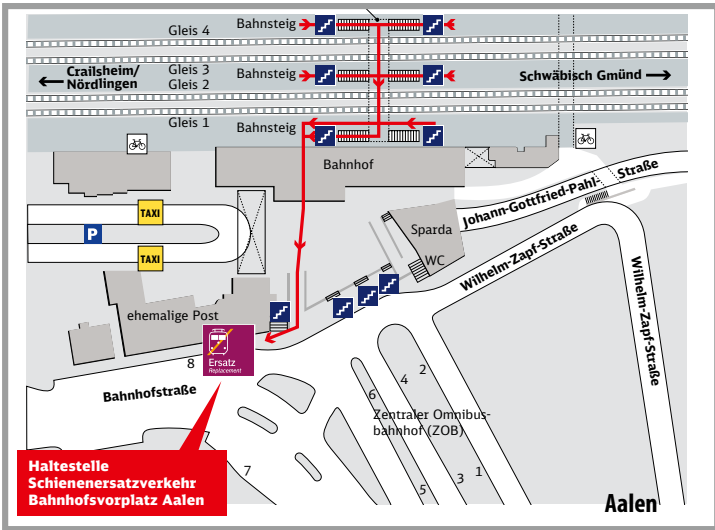 Gleis 4
Bahnsteig
Crailsheim/
Nördlingen
Gleis 3
Gleis 2
Bahnsteig
Schwäbisch Gmünd
Gleis 1
Bahnsteig
Bahnhof
Johann-Gottfried-Pahl-Straße
TAXI
P
TAXI
Sparda
WC
Wilhelm-Zapf-Straße
Wilhelm-Zapf-Straße
ehemalige Post
Ersatz
Replacement
8
Bahnhofstraße
6
4
2
Zentraler Omnibus-
bahnhof (ZOB)
7
5
3
1
Haltestelle
Schienenersatzverkehr
Bahnhofsvorplatz Aalen
Aalen